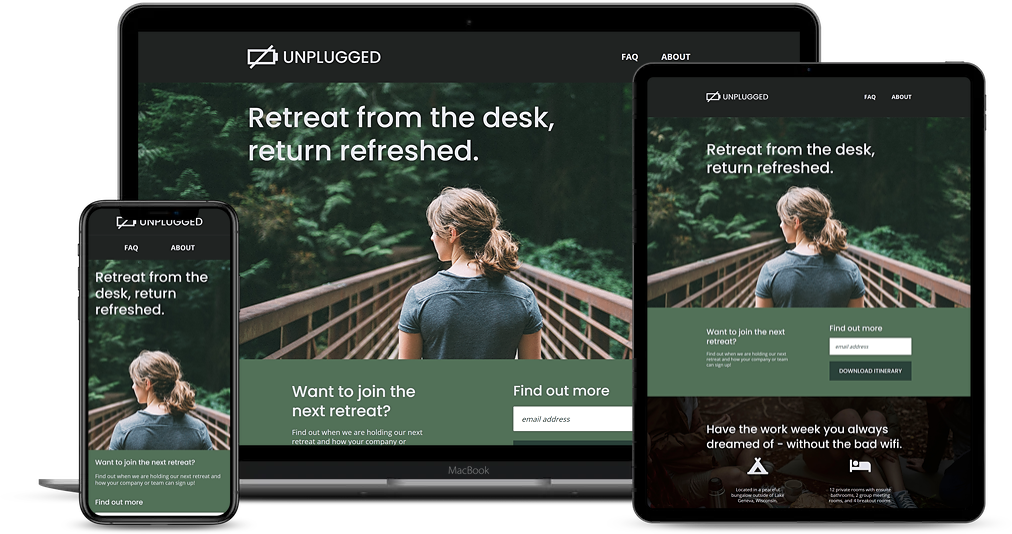 UNPLUGGED
FAQ ABOUT
Retreat from the desk,
return refreshed.
Want to join the
next retreat?
Find out when we are holding our next
retreat and how your company or
Find out more
email address
MacBook
UNPLUGGED
FAQ ABOUT
Retreat from the
desk, return
refreshed.
Want to join the next retreat?
Find out when we are holding our next retreat and
how your company or team can sign up!
Find out more
UNPLUGGED
FAQ ABOUT
Retreat from the desk,
return refreshed.
Want to join the next
retreat?
Find out when we are holding our next
retreat and how your company or team
can sign up!
Find out more
email address
DOWNLOAD ITINERARY
Have the work week you always
dreamed of - without the bad wifi.
Located in a peaceful
bungalow outside of Lake
Geneva, Wisconsin.
12 private rooms with ensuite
bathrooms, 2 group meeting
rooms, and 4 breakout rooms